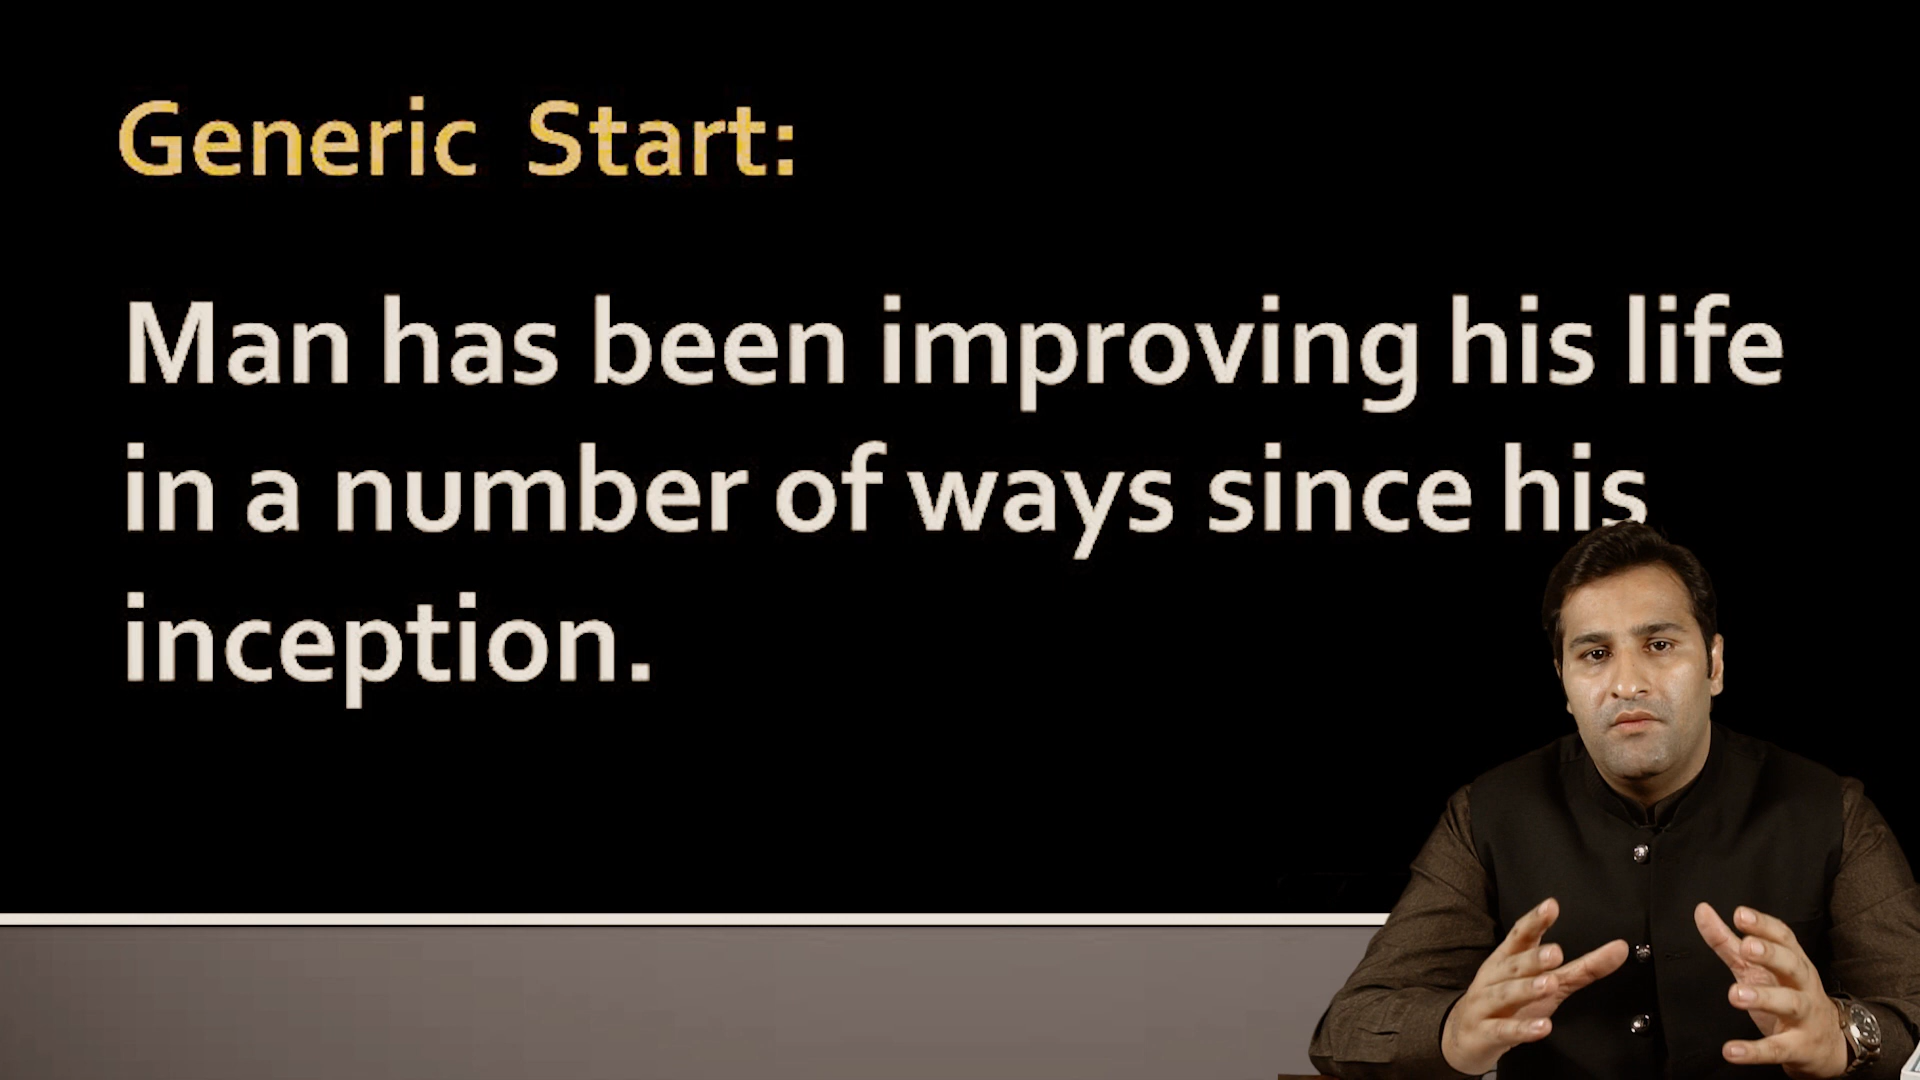 Generic Start:
Man has been improving his life
in a number of ways since his
inception.